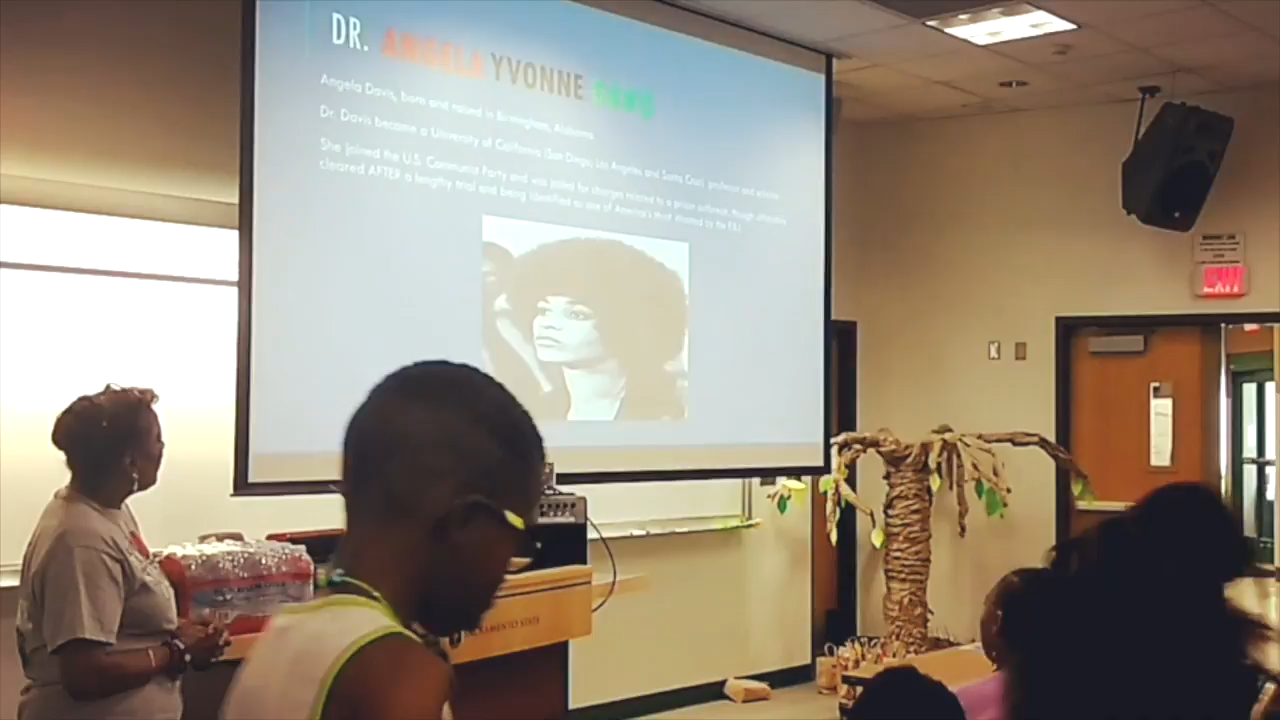 DR. ANGELA YVONNE DAVIS
Angela Davis, born and raised in Birmingham, Alabama.
Dr. Davis became a University of California (San Diego, Los Angeles and Santa Cruz) professor and
She joined the U.S. Communist Party and was jailed for charges related to a prison outbreak, though ultimately
cleared AFTER a lengthy trial and being identified as one of America's most wanted by the F.B.I.
SACRAMENTO STATE